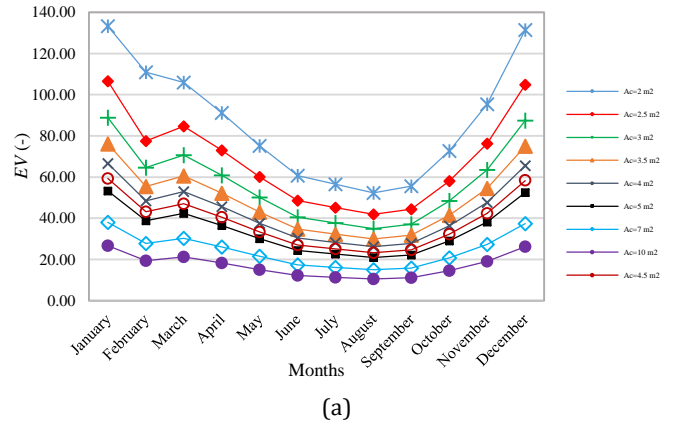 140.00
120.00
100.00
80.00
60.00
40.00
20.00
0.00
EV (-)
January
February
March
April
May
June
July
August
September
October
November
December
Months
Ac=2 m2
Ac=2.5 m2
Ac=3 m2
Ac=3.5 m2
Ac=4 m2
Ac=5 m2
Ac=7 m2
Ac=10 m2
Ac=4.5 m2
(a)